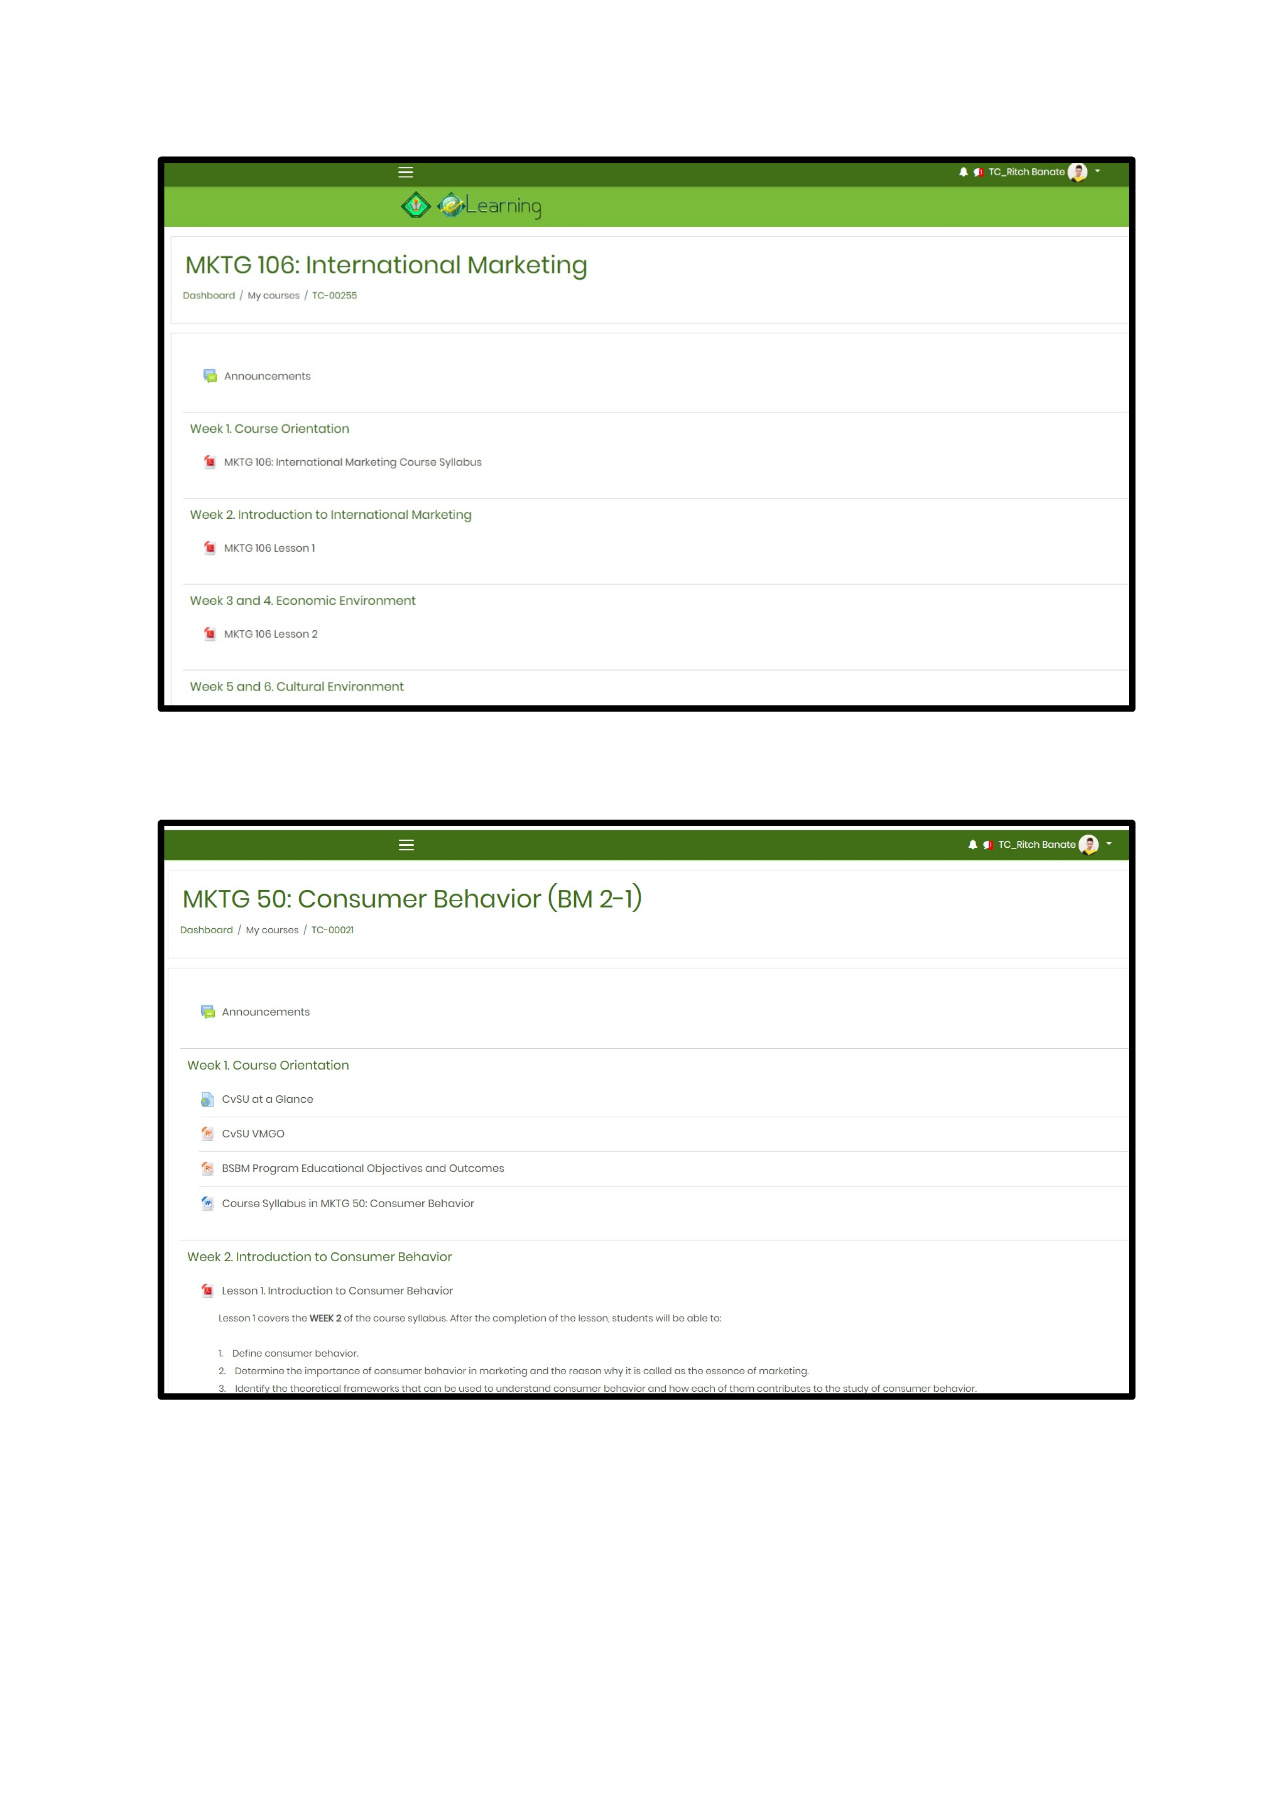 TC_Ritch Banate
eLearning
MKTG 106: International Marketing
Dashboard / My courses / TC-00255
Announcements
Week 1. Course Orientation
MKTG 106: International Marketing Course Syllabus
Week 2. Introduction to International Marketing
MKTG 106 Lesson 1
Week 3 and 4. Economic Environment
MKTG 106 Lesson 2
Week 5 and 6. Cultural Environment
TC_Ritch Banate
MKTG 50: Consumer Behavior (BM 2-1)
Dashboard / My courses / TC-00021
Announcements
Week 1. Course Orientation
CvSU at a Glance
CvSU VMGO
BSBM Program Educational Objectives and Outcomes
Course Syllabus in MKTG 50: Consumer Behavior
Week 2. Introduction to Consumer Behavior
Lesson 1. Introduction to Consumer Behavior
Lesson 1 covers the WEEK 2 of the course syllabus. After the completion of the lesson, students will be able to:
1. Define consumer behavior.
2. Determine the importance of consumer behavior in marketing and the reason why it is called as the essence of marketing.
3. Identify the theoretical frameworks that can be used to understand consumer behavior and how each of them contributes to the study of consumer behavior.